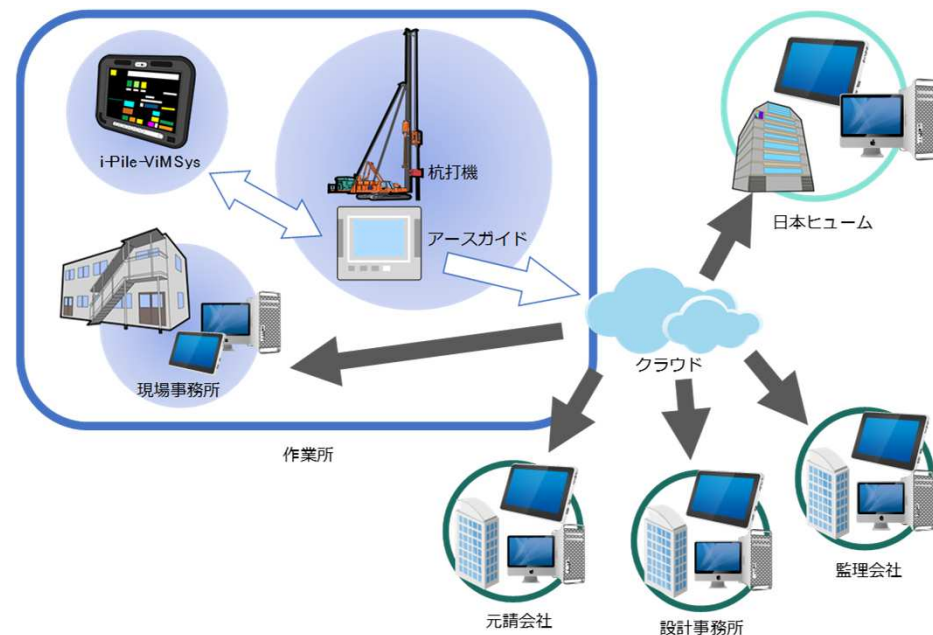 i-Pile-ViMSys
杭打機
アースガイド
日本ヒューム
現場事務所
クラウド
作業所
元請会社
設計事務所
監理会社